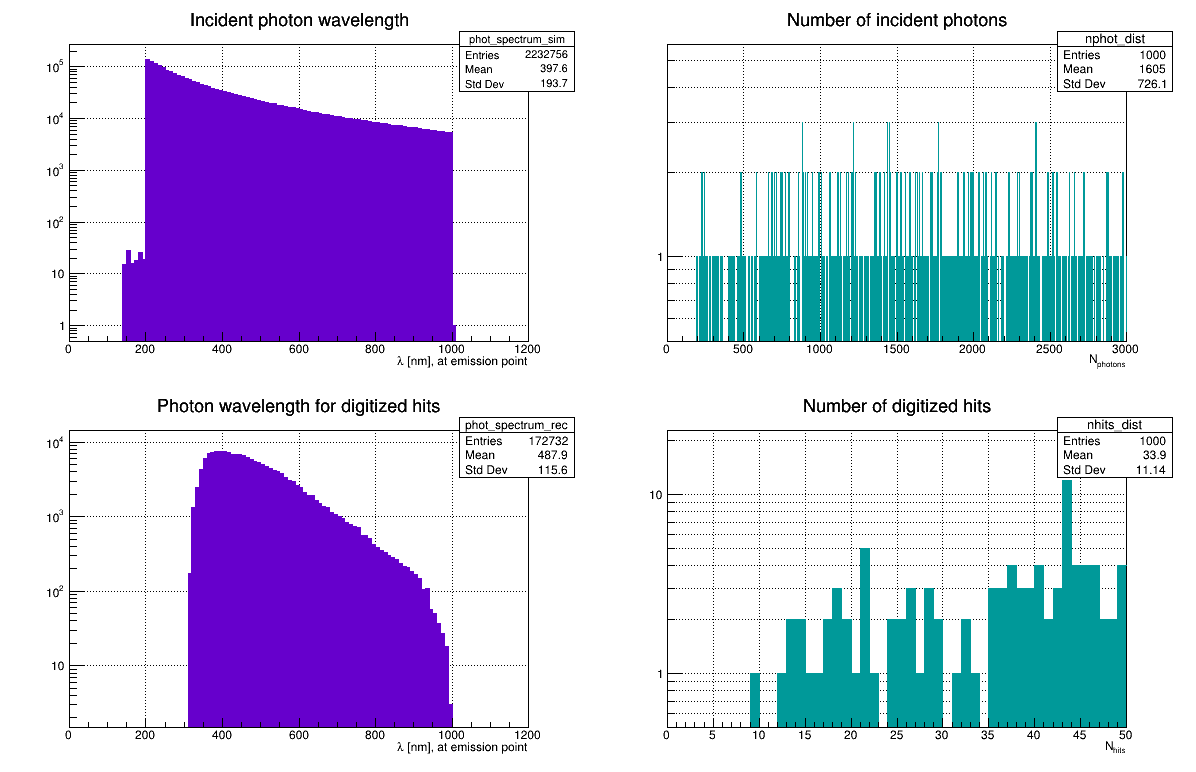 Incident photon wavelength
phot_spectrum_sim
Entries 2232756
Mean 397.6
Std Dev 193.7
10^5
10^4
10^3
10^2
10
1
0 200 400 600 800 1000 1200
λ [nm], at emission point
Number of incident photons
nphot_dist
Entries 1000
Mean 1605
Std Dev 726.1
1
0 500 1000 1500 2000 2500 3000
N_photons
Photon wavelength for digitized hits
phot_spectrum_rec
Entries 172732
Mean 487.9
Std Dev 115.6
10^4
10^3
10^2
10
0 200 400 600 800 1000 1200
λ [nm], at emission point
Number of digitized hits
nhits_dist
Entries 1000
Mean 33.9
Std Dev 11.14
10
1
0 5 10 15 20 25 30 35 40 45 50
N_hits